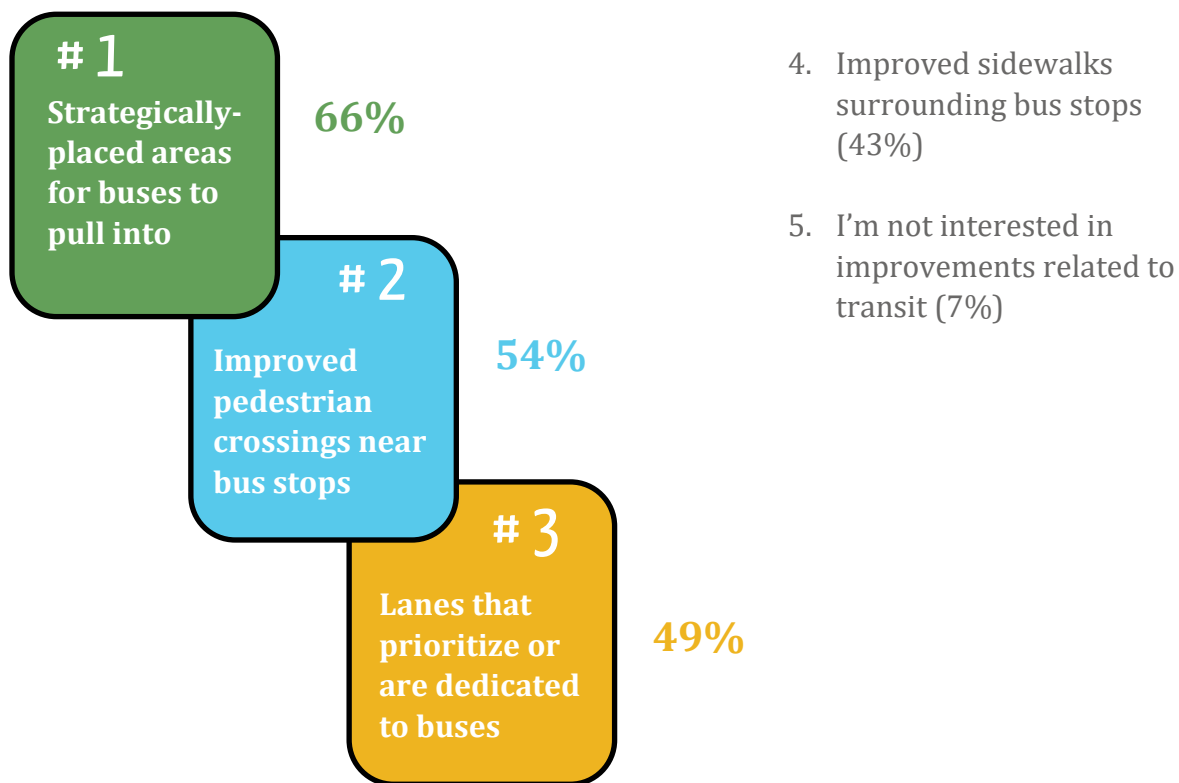 # 1
Strategically-
placed areas
for buses to
pull into
66%
# 2
Improved
pedestrian
crossings near
bus stops
54%
# 3
Lanes that
prioritize or
are dedicated
to buses
49%
4. Improved sidewalks
surrounding bus stops
(43%)
5. I’m not interested in
improvements related to
transit (7%)